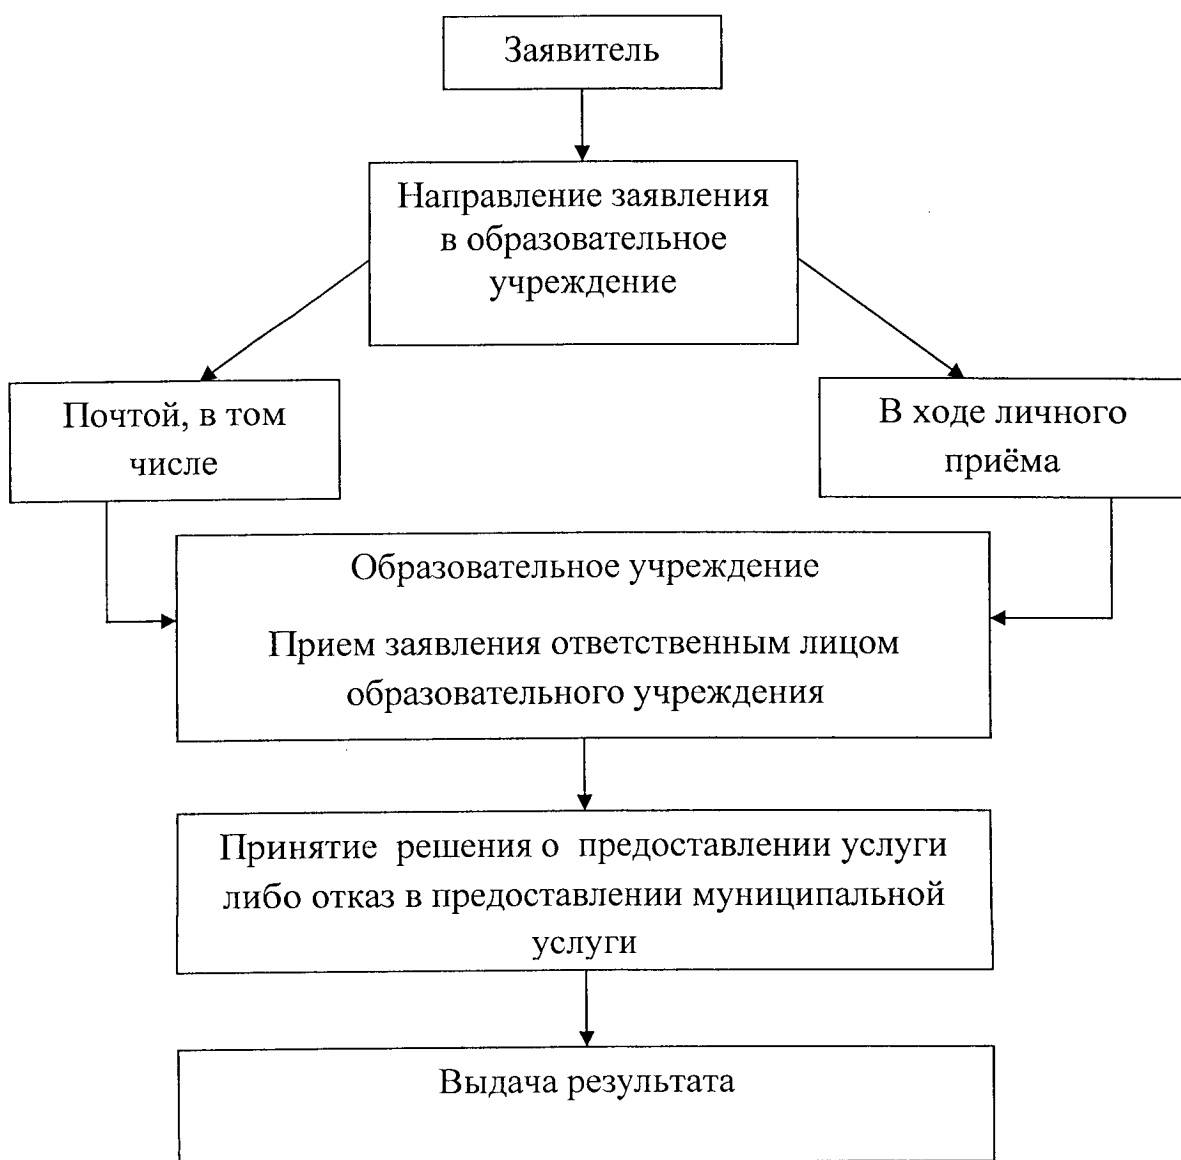 Заявитель
Направление заявления
в образовательное
учреждение
Почтой, в том
числе
В ходе личного
приёма
Образовательное учреждение
Прием заявления ответственным лицом
образовательного учреждения
Принятие решения о предоставлении услуги
либо отказ в предоставлении муниципальной
услуги
Выдача результата